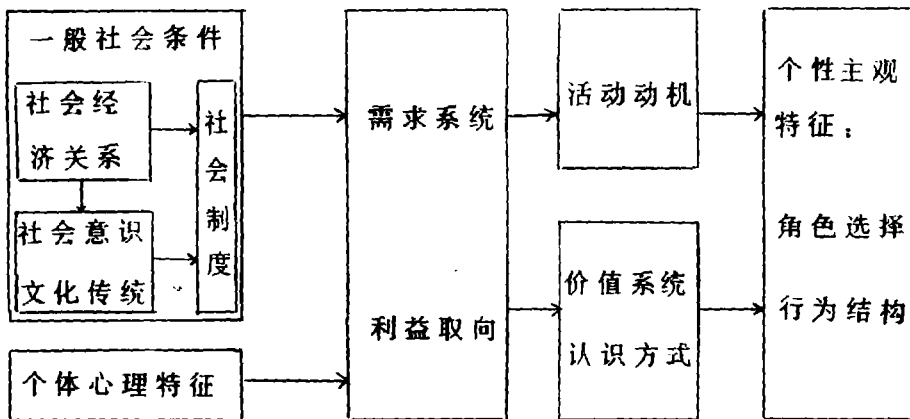 一般社会条件
社会经
济关系
社会意识
文化传统
社
会
制
度
个体心理特征
需求系统
利益取向
活动动机
价值系统
认识方式
个性主观
特征：
角色选择
行为结构